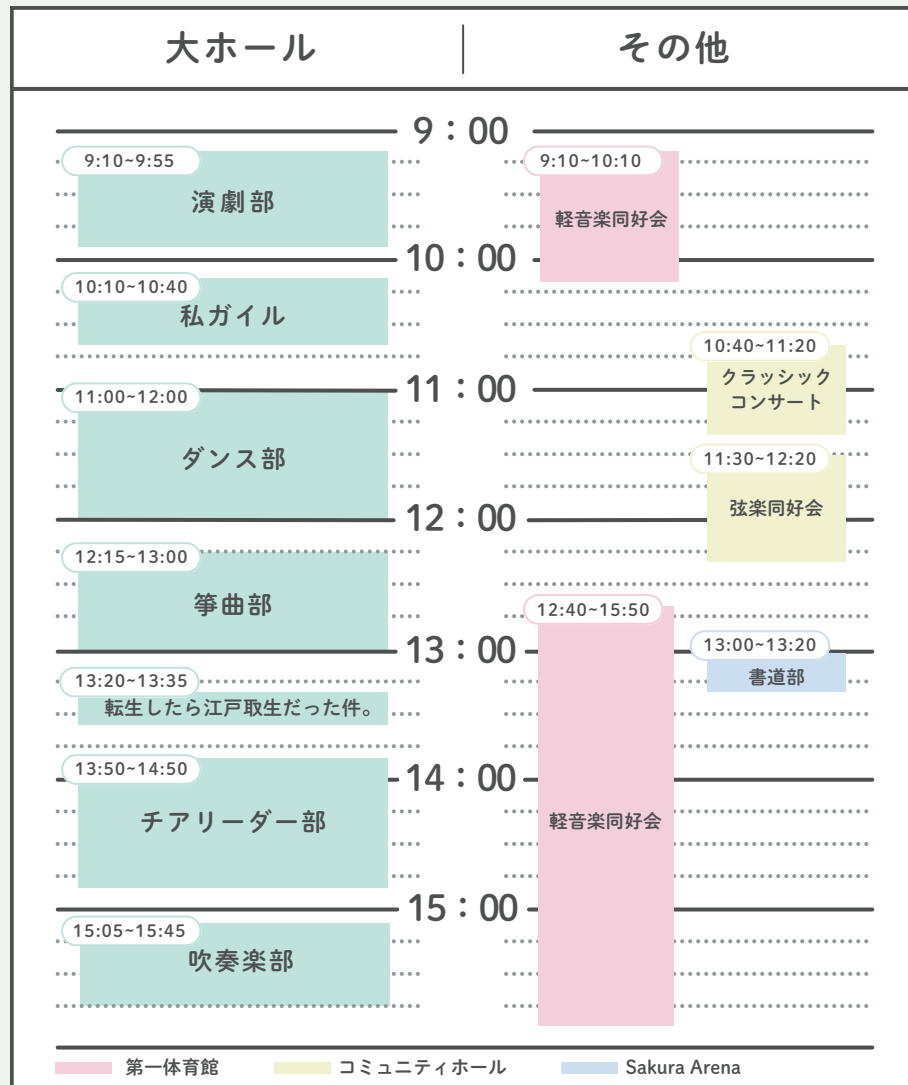 大ホール
その他
9：00
9:10~9:55
演劇部
9:10~10:10
軽音楽同好会
10：00
10:10~10:40
私ガイル
10:40~11:20
クラッシック
コンサート
11：00
11:00~12:00
ダンス部
11:30~12:20
弦楽同好会
12：00
12:15~13:00
箏曲部
12:40~15:50
軽音楽同好会
13：00
13:00~13:20
書道部
13:20~13:35
転生したら江戸取生だった件。
13:50~14:50
チアリーダー部
14：00
15：00
15:05~15:45
吹奏楽部
第一体育館
コミュニティホール
Sakura Arena